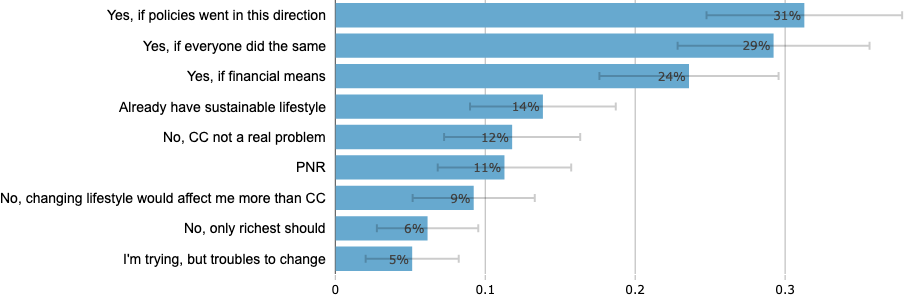 Yes, if policies went in this direction 31%
Yes, if everyone did the same 29%
Yes, if financial means 24%
Already have sustainable lifestyle 14%
No, CC not a real problem 12%
PNR 11%
No, changing lifestyle would affect me more than CC 9%
No, only richest should 6%
I'm trying, but troubles to change 5%
0 0.1 0.2 0.3